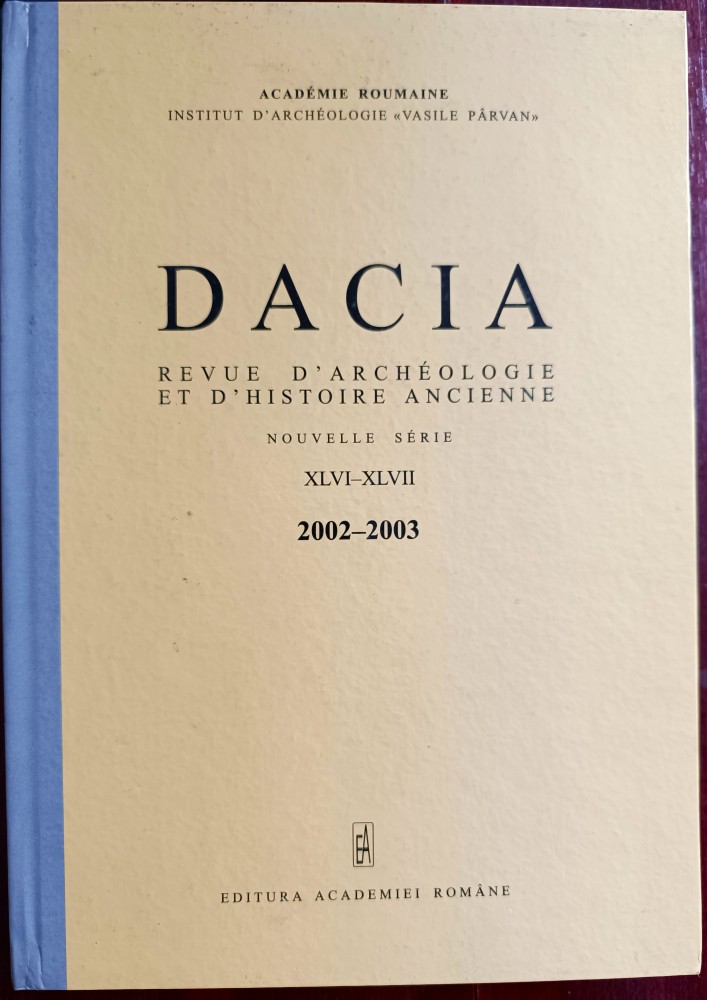 ACADÉMIE ROUMAINE
INSTITUT D'ARCHÉOLOGIE «VASILE PÂRVAN»
DACIA
REVUE D'ARCHÉOLOGIE
ET D'HISTOIRE ANCIENNE
NOUVELLE SÉRIE
XLVI–XLVII
2002–2003
EA
EDITURA ACADEMIEI ROMÂNE